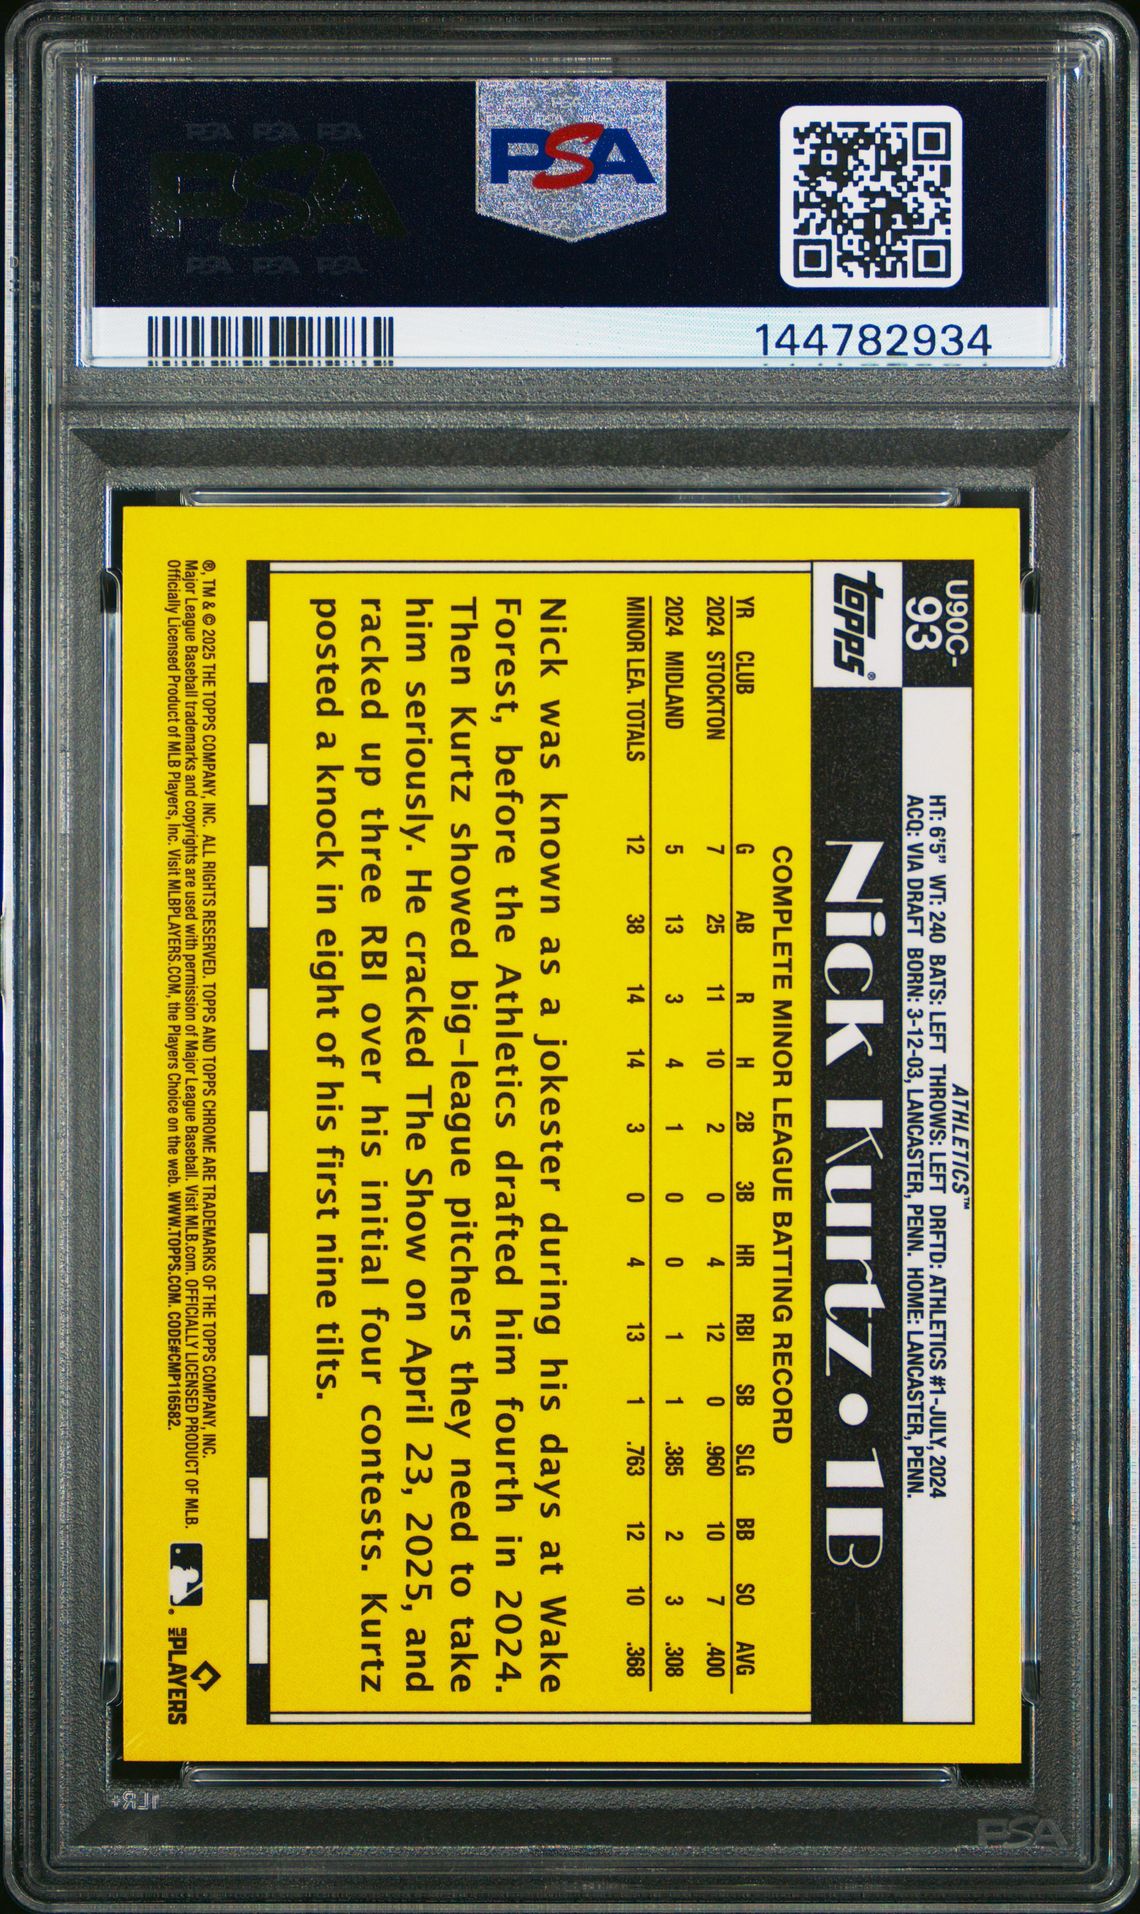 PSA PSA PSA
PSA
PSA PSA PSA
PSA
144782934
U90C-
93
topps®
ATHLETICS™
HT: 6'5" WT: 240 BATS: LEFT THROWS: LEFT DRFTD: ATHLETICS #1-JULY, 2024
ACQ: VIA DRAFT BORN: 3-12-03, LANCASTER, PENN. HOME: LANCASTER, PENN.
Nick Kurtz • 1B
COMPLETE MINOR LEAGUE BATTING RECORD
YR CLUB G AB R H 2B 3B HR RBI SB SLG BB SO AVG
2024 STOCKTON 7 25 11 10 2 0 4 12 0 .960 10 7 .400
2024 MIDLAND 5 13 3 4 1 0 0 1 1 .385 2 3 .308
MINOR LEA. TOTALS 12 38 14 14 3 0 4 13 1 .763 12 10 .368
Nick was known as a jokester during his days at Wake
Forest, before the Athletics drafted him fourth in 2024.
Then Kurtz showed big-league pitchers they need to take
him seriously. He cracked The Show on April 23, 2025, and
racked up three RBI over his initial four contests. Kurtz
posted a knock in eight of his first nine tilts.
®, TM & © 2025 THE TOPPS COMPANY, INC. ALL RIGHTS RESERVED. TOPPS AND TOPPS CHROME ARE TRADEMARKS OF THE TOPPS COMPANY, INC.
Major League Baseball trademarks and copyrights are used with permission of Major League Baseball. Visit MLB.com. OFFICIALLY LICENSED PRODUCT OF MLB.
Officially Licensed Product of MLB Players, Inc. Visit MLBPLAYERS.COM, the Players Choice on the web. WWW.TOPPS.COM. CODE#CMP116582.
MLB PLAYERS
PSA